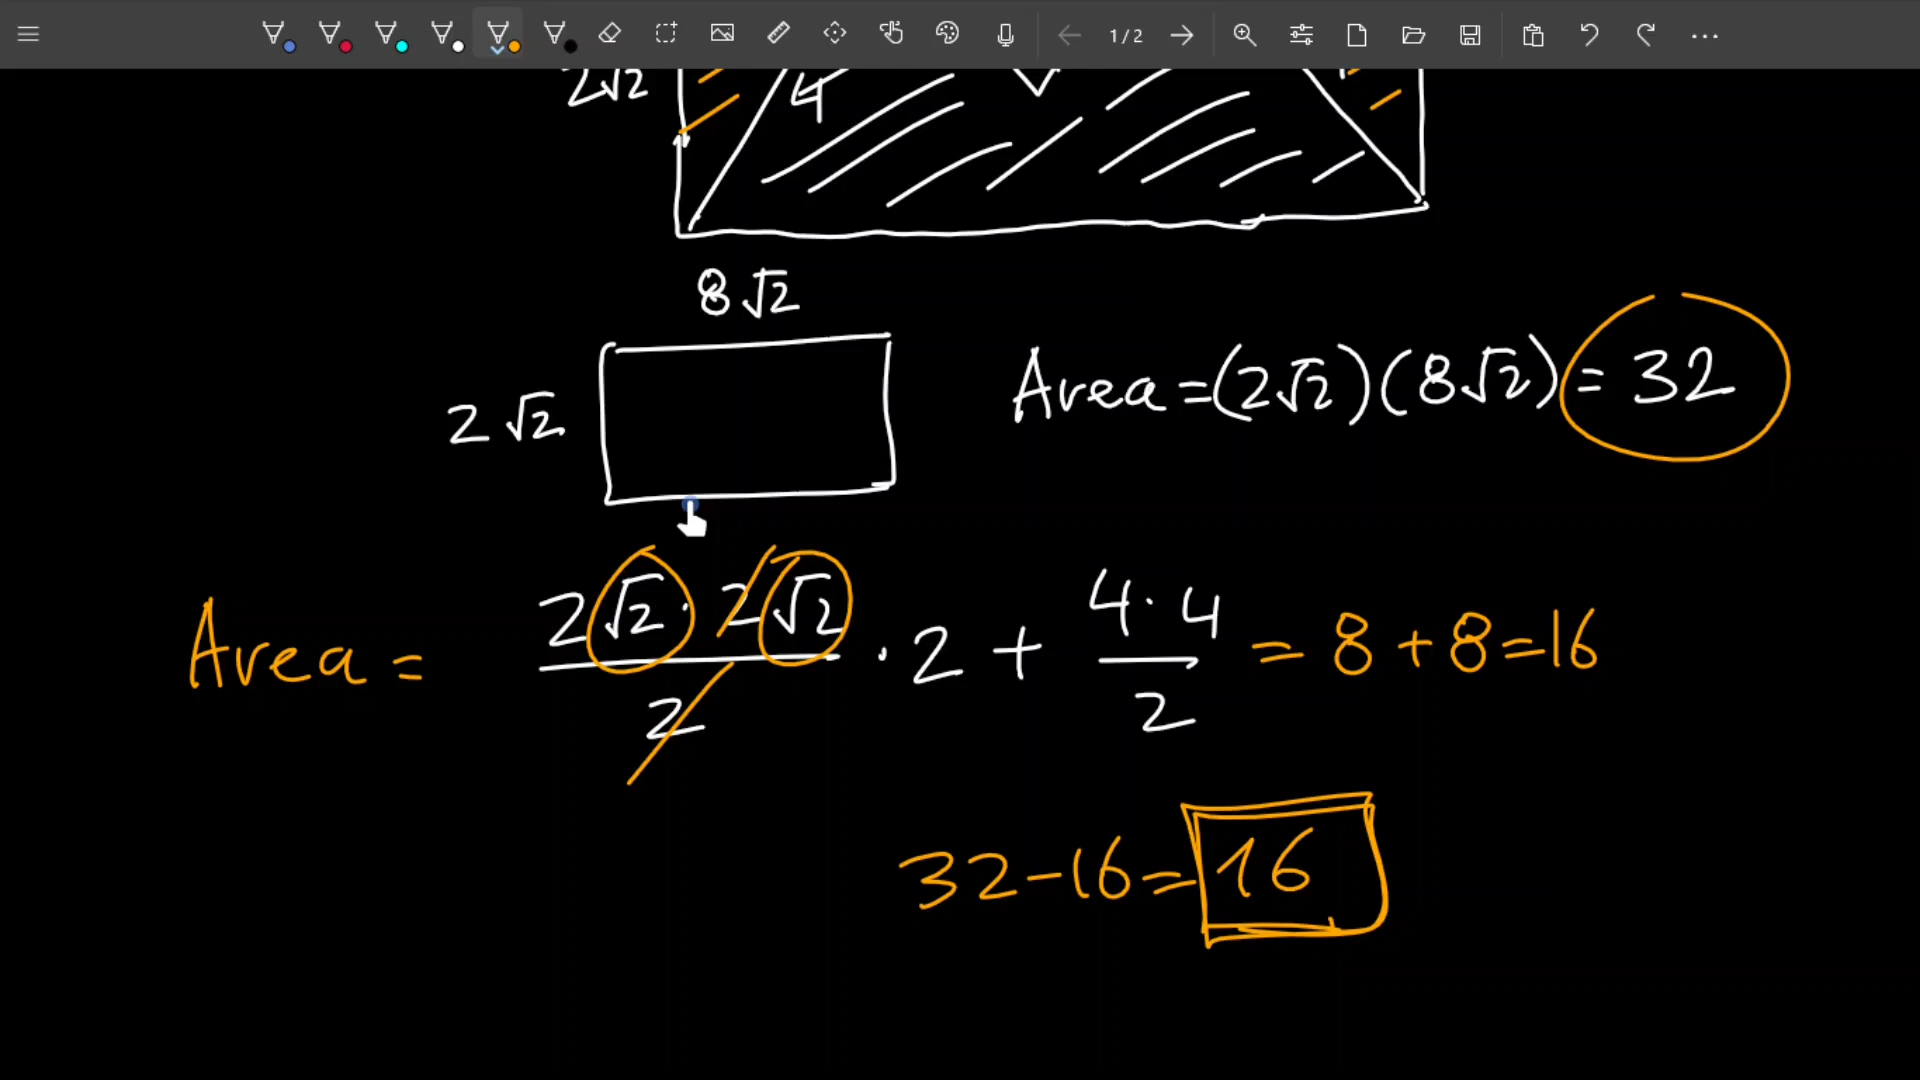 1 / 2
2√2
4
8√2
2√2
Area = (2√2)(8√2) = 32
Area = 2√2 · 2√2 / 2 · 2 + 4 · 4 / 2 = 8 + 8 = 16
32 - 16 = 16